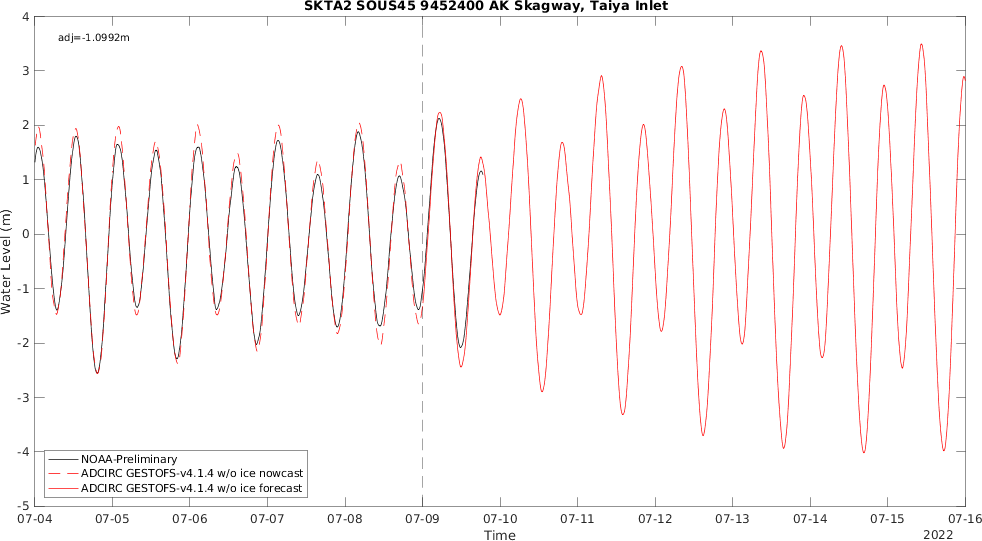 SKTA2 SOUS45 9452400 AK Skagway, Taiya Inlet
adj=-1.0992m
4
3
2
1
0
-1
-2
-3
-4
-5
Water Level (m)
NOAA-Preliminary
ADCIRC GESTOFS-v4.1.4 w/o ice nowcast
ADCIRC GESTOFS-v4.1.4 w/o ice forecast
07-04 07-05 07-06 07-07 07-08 07-09 07-10 07-11 07-12 07-13 07-14 07-15 07-16
Time
2022